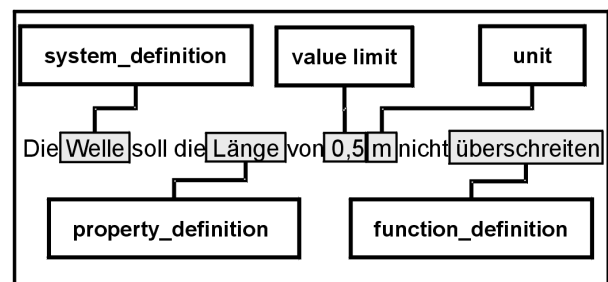 system_definition value limit unit
Die Welle soll die Länge von 0,5 m nicht überschreiten
property_definition function_definition